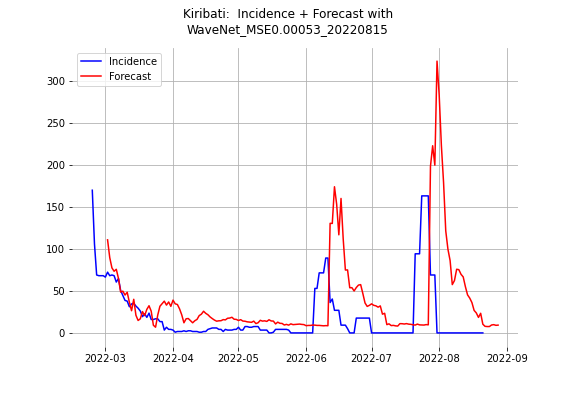 Kiribati:  Incidence + Forecast with
WaveNet_MSE0.00053_20220815
Incidence
Forecast
300
250
200
150
100
50
0
2022-03 2022-04 2022-05 2022-06 2022-07 2022-08 2022-09